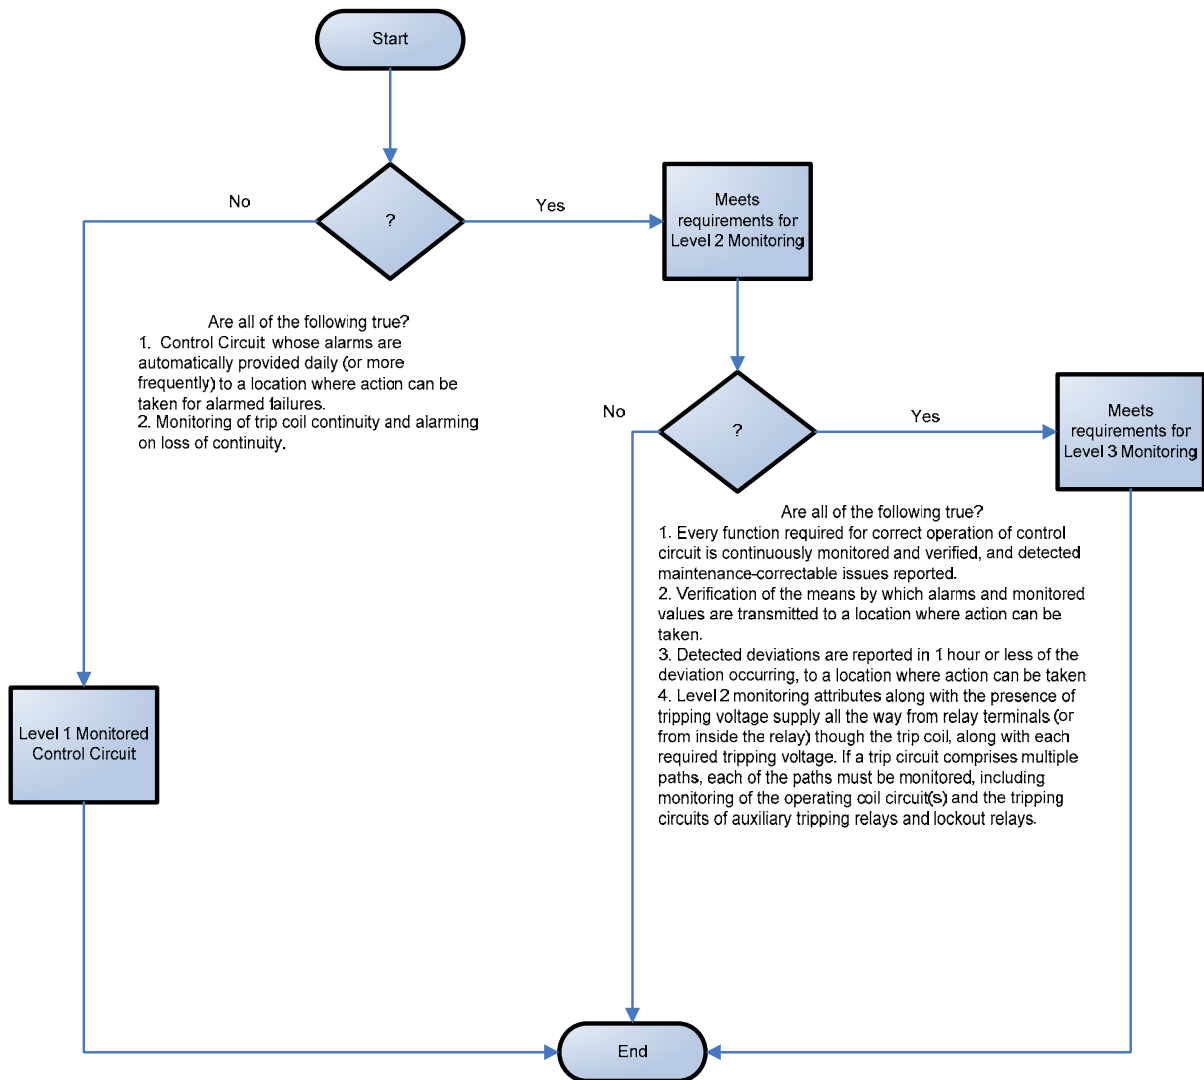 Start
No
?
Yes
Meets
requirements for
Level 2 Monitoring
Are all of the following true?
1. Control Circuit whose alarms are
automatically provided daily (or more
frequently) to a location where action can be
taken for alarmed failures.
2. Monitoring of trip coil continuity and alarming
on loss of continuity.
No
?
Yes
Meets
requirements for
Level 3 Monitoring
Are all of the following true?
1. Every function required for correct operation of control
circuit is continuously monitored and verified, and detected
maintenance-correctable issues reported.
2. Verification of the means by which alarms and monitored
values are transmitted to a location where action can be
taken.
3. Detected deviations are reported in 1 hour or less of the
deviation occurring, to a location where action can be taken
4. Level 2 monitoring attributes along with the presence of
tripping voltage supply all the way from relay terminals (or
from inside the relay) though the trip coil, along with each
required tripping voltage. If a trip circuit comprises multiple
paths, each of the paths must be monitored, including
monitoring of the operating coil circuit(s) and the tripping
circuits of auxiliary tripping relays and lockout relays.
Level 1 Monitored
Control Circuit
End